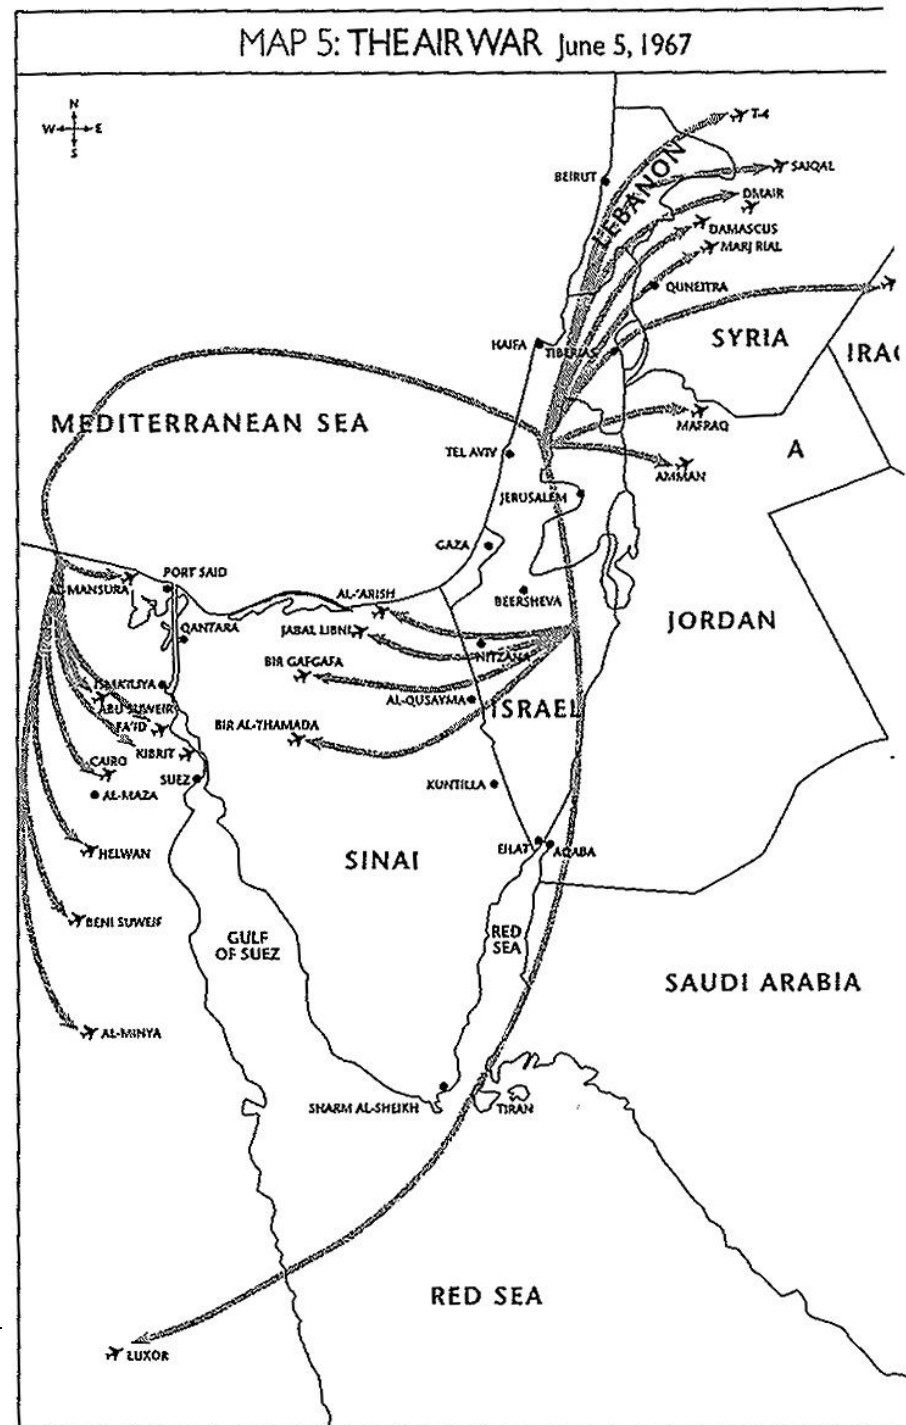 MAP 5: THE AIR WAR June 5, 1967
N
W E
S
T-4
BEIRUT
LEBANON
SAIQAL
DMAIR
DAMASCUS
MARJ RIAL
QUNEITRA
HAIFA
TIBERIAS
SYRIA
IRAQ
MEDITERRANEAN SEA
MAFRAQ
TEL AVIV
A
AMMAN
JERUSALEM
GAZA
PORT SAID
AL-MANSURA
AL-'ARISH
BEERSHEVA
QANTARA
JABAL LIBNI
JORDAN
NITZANA
BIR GAFGAFA
ISMAILIYA
AL-QUSAYMA
ABU SUWEIR
ISRAEL
FA'ID
BIR AL-THAMADA
KIBRIT
CAIRO
SUEZ
KUNTILLA
AL-MAZA
HELWAN
EILAT
AQABA
SINAI
BENI SUWEIF
GULF
OF SUEZ
RED
SEA
SAUDI ARABIA
AL-MINYA
SHARM AL-SHEIKH
TIRAN
RED SEA
LUXOR